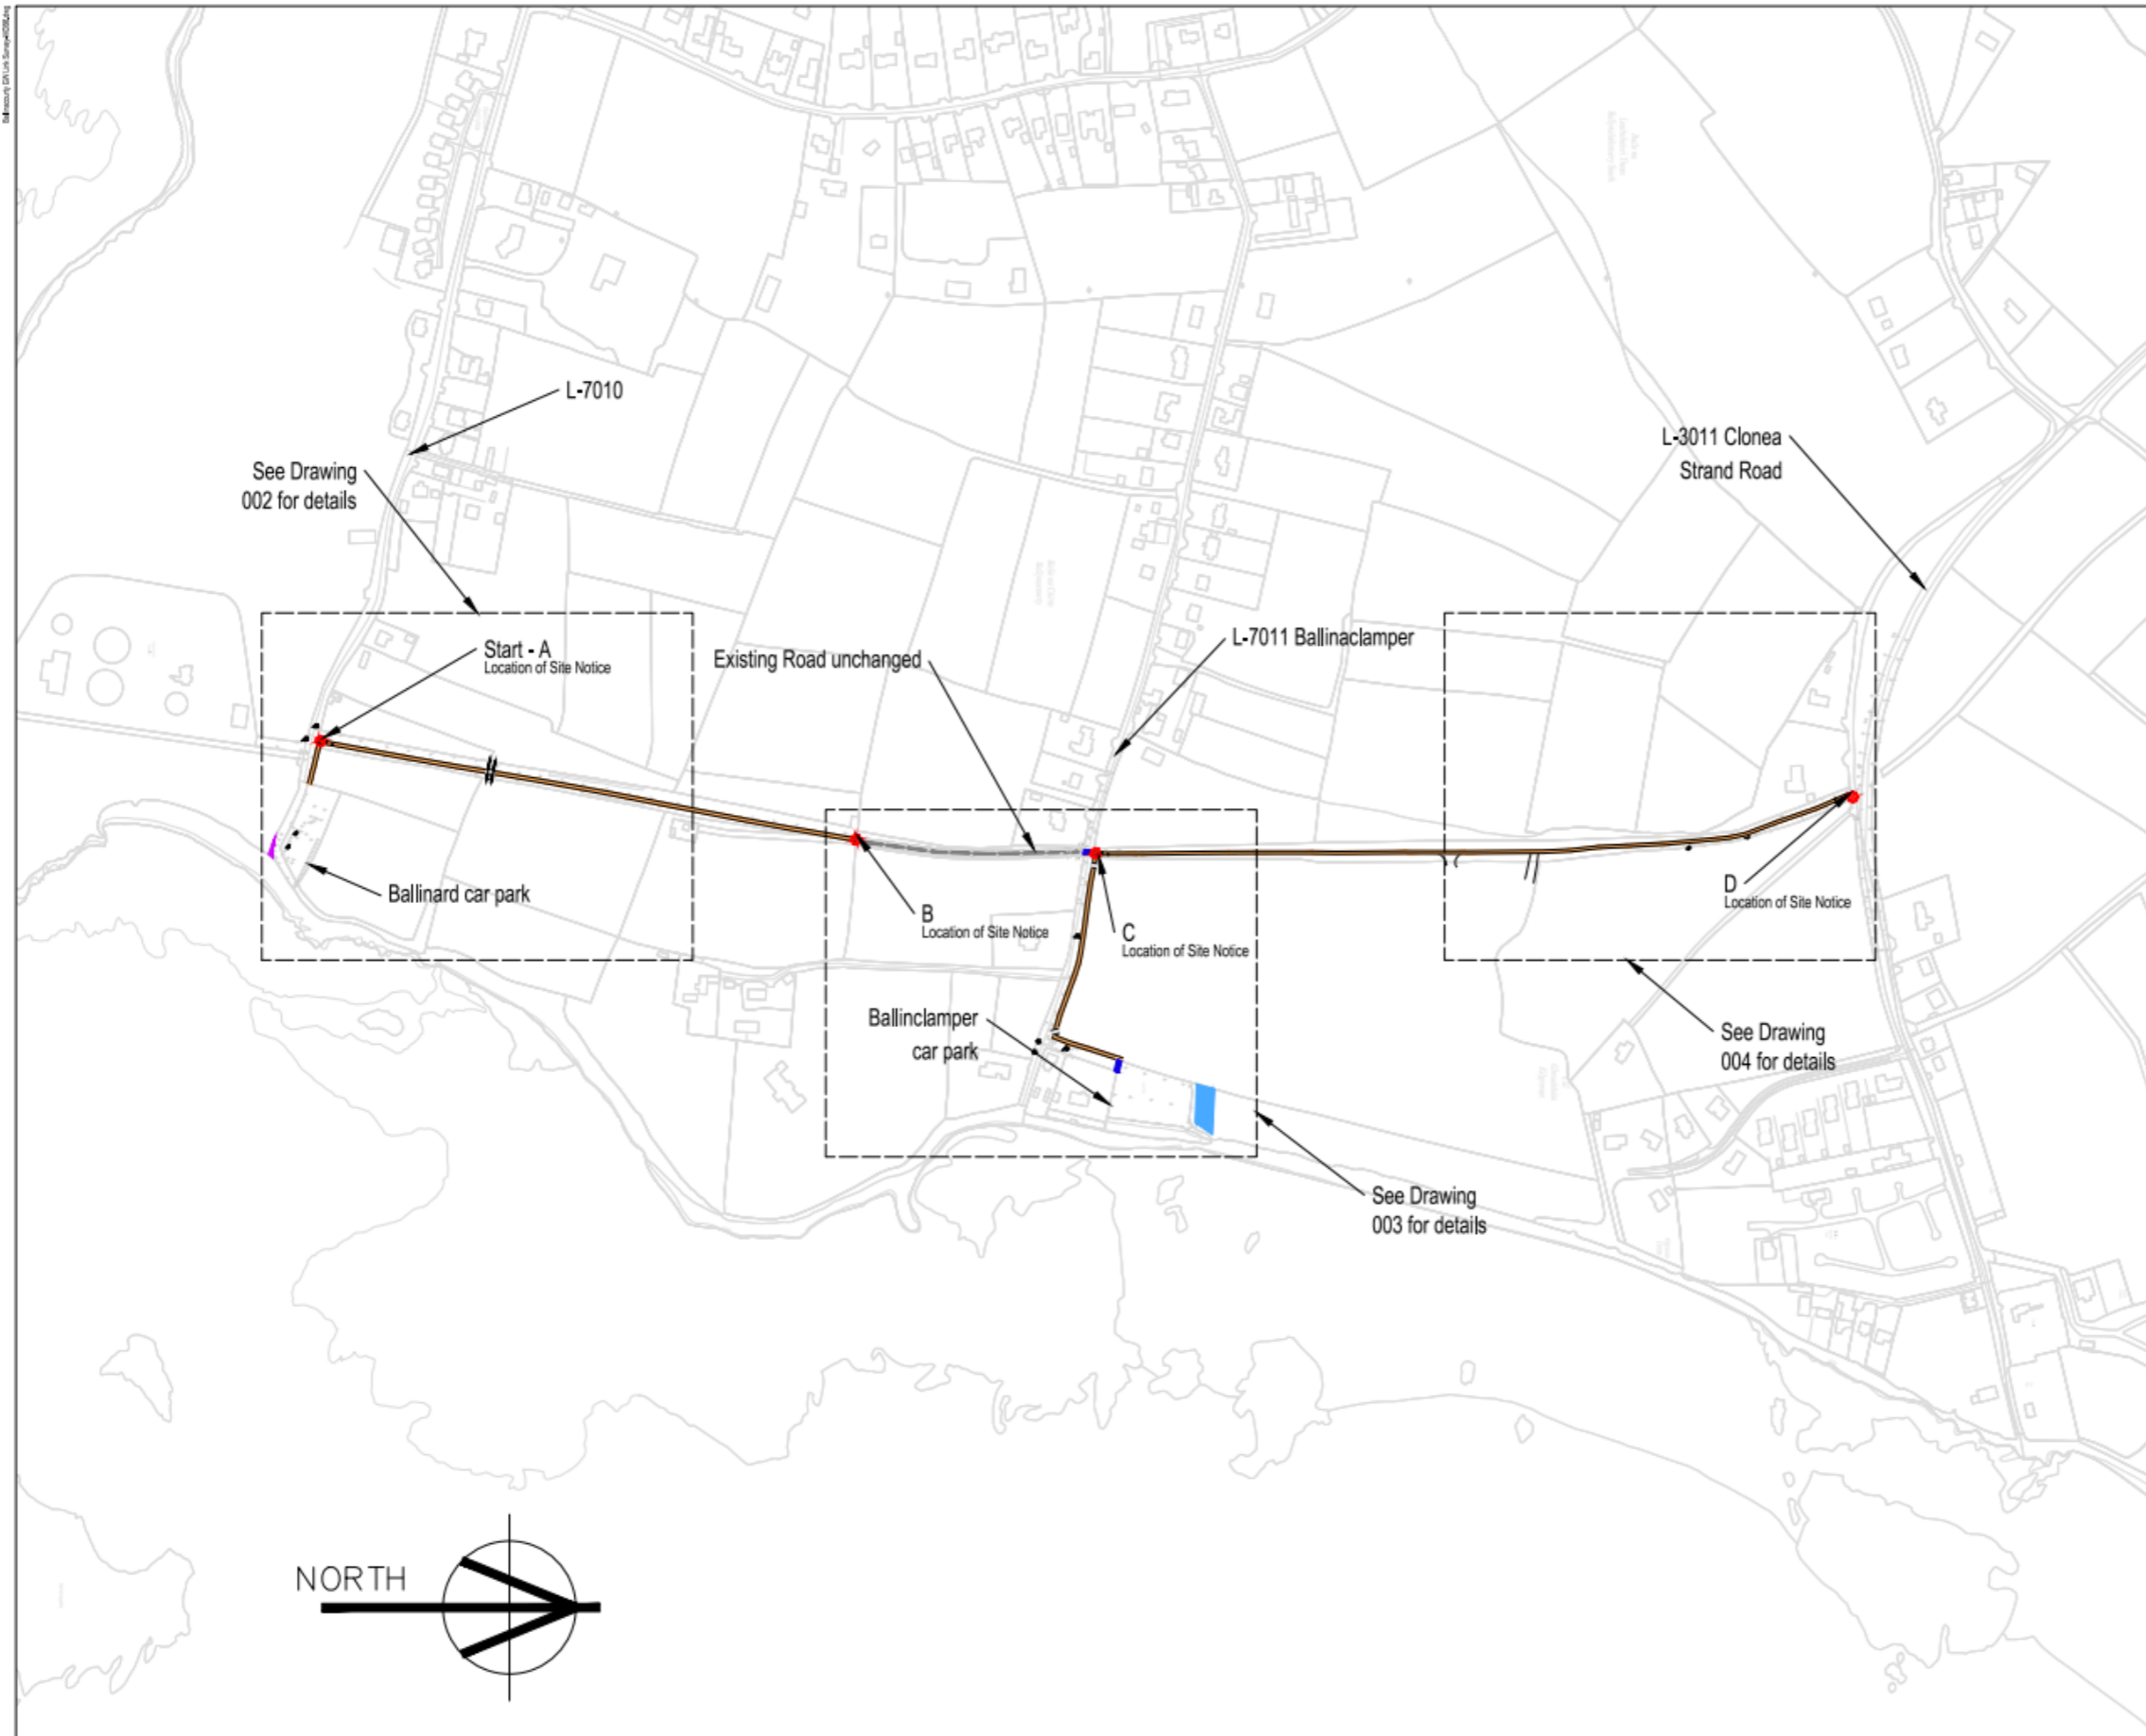 L-7010
L-3011 Clonea
Strand Road
See Drawing
002 for details
Start - A
Location of Site Notice
Existing Road unchanged
L-7011 Ballinaclamper
Ballinard car park
B
Location of Site Notice
C
Location of Site Notice
D
Location of Site Notice
Ballinclamper
car park
See Drawing
004 for details
See Drawing
003 for details
NORTH